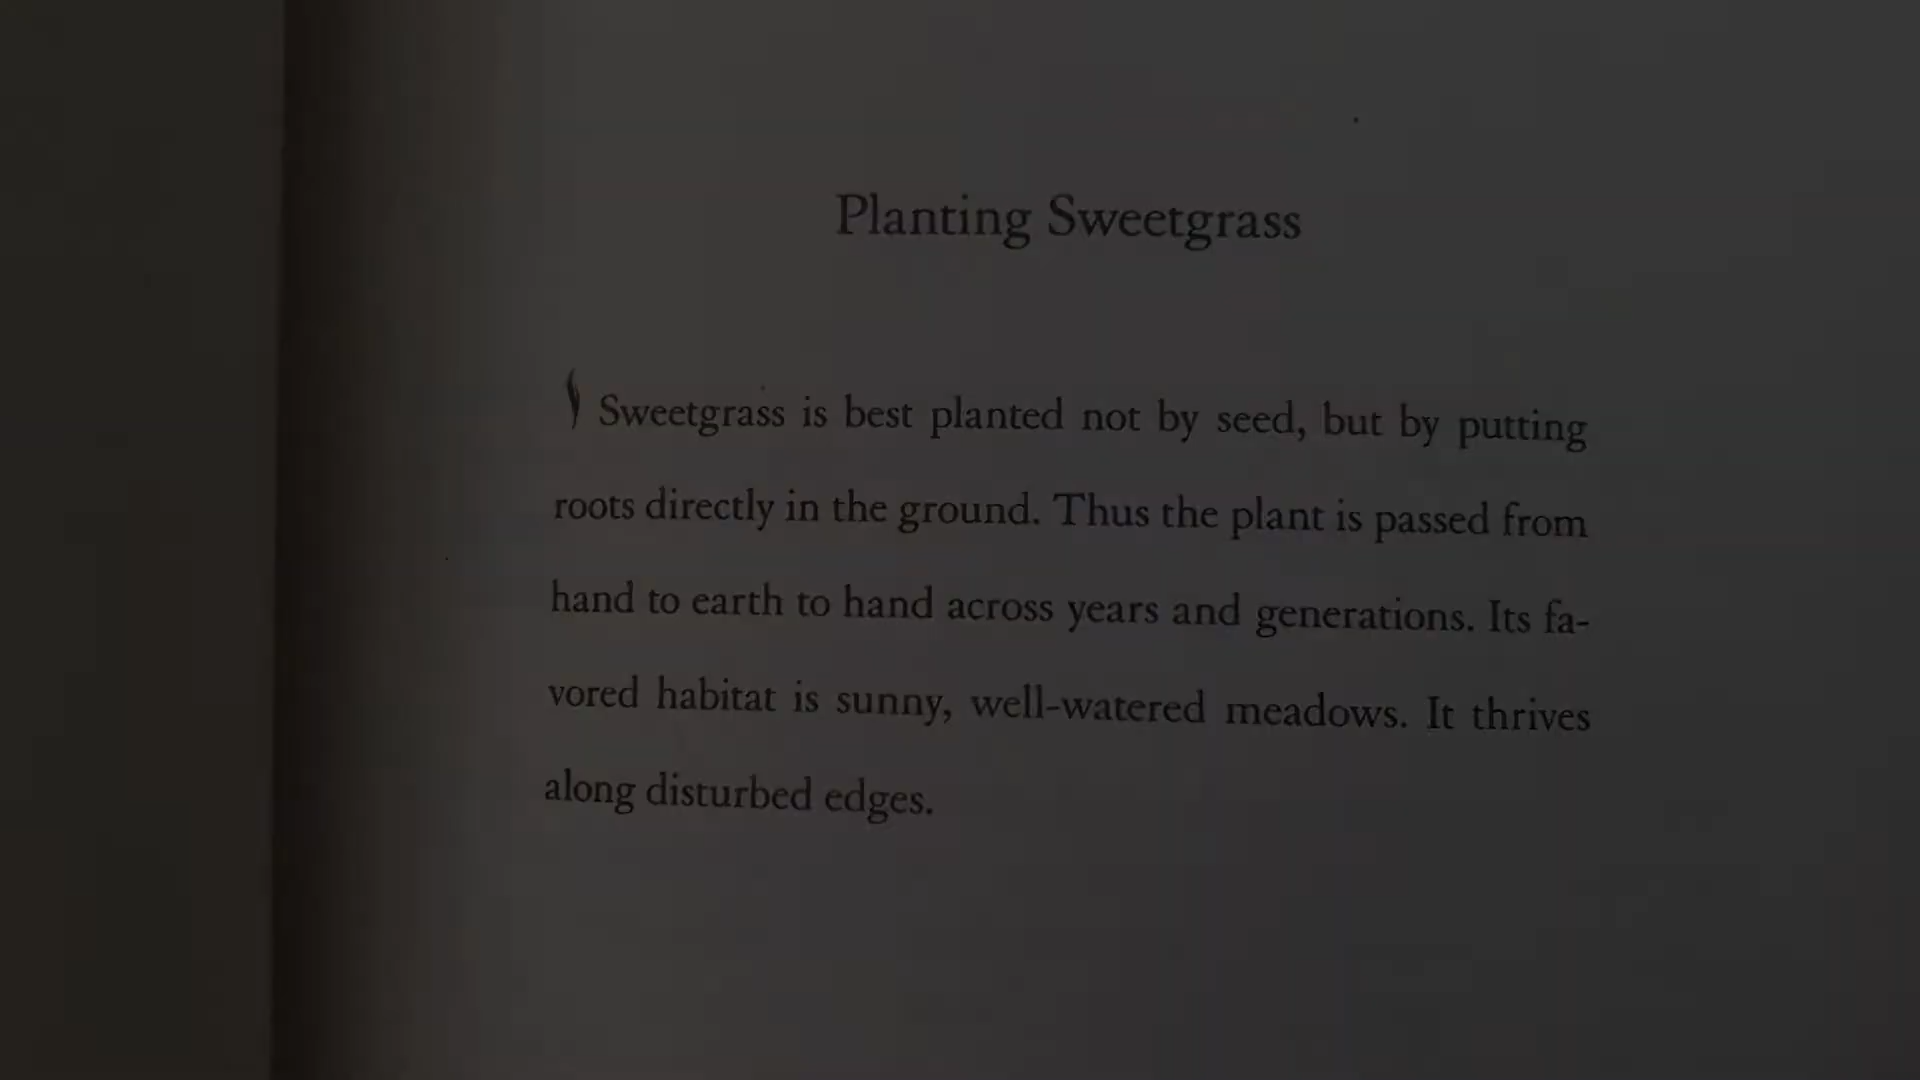 Planting Sweetgrass
Sweetgrass is best planted not by seed, but by putting
roots directly in the ground. Thus the plant is passed from
hand to earth to hand across years and generations. Its fa-
vored habitat is sunny, well-watered meadows. It thrives
along disturbed edges.